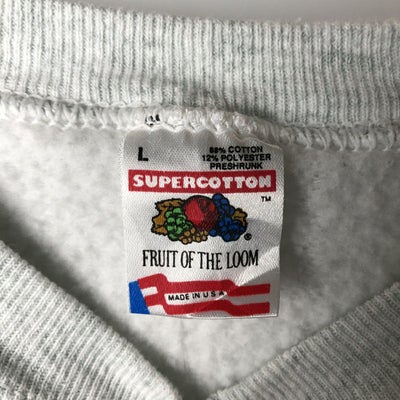 L
88% COTTON
12% POLYESTER
PRESHRUNK
SUPERCOTTON
TM
®
FRUIT OF THE LOOM
MADE IN U S A